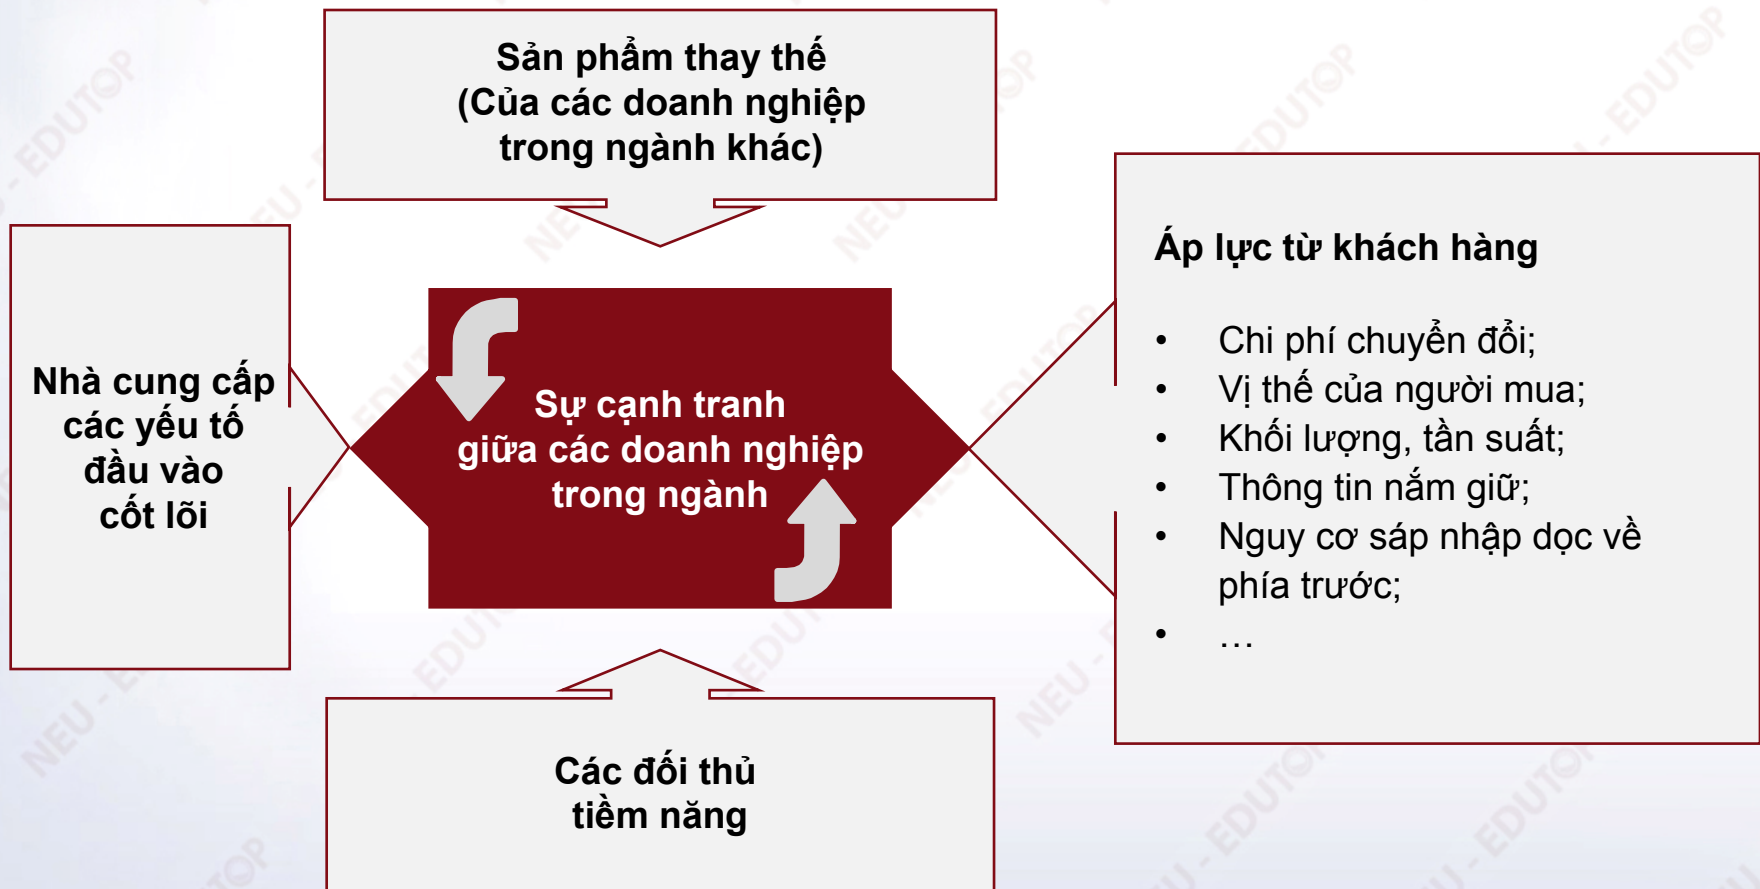 Sản phẩm thay thế
(Của các doanh nghiệp
trong ngành khác)
Nhà cung cấp
các yếu tố
đầu vào
cốt lõi
Sự cạnh tranh
giữa các doanh nghiệp
trong ngành
Áp lực từ khách hàng
• Chi phí chuyển đổi;
• Vị thế của người mua;
• Khối lượng, tần suất;
• Thông tin nắm giữ;
• Nguy cơ sáp nhập dọc về
phía trước;
• …
Các đối thủ
tiềm năng
NEU - EDUTOP